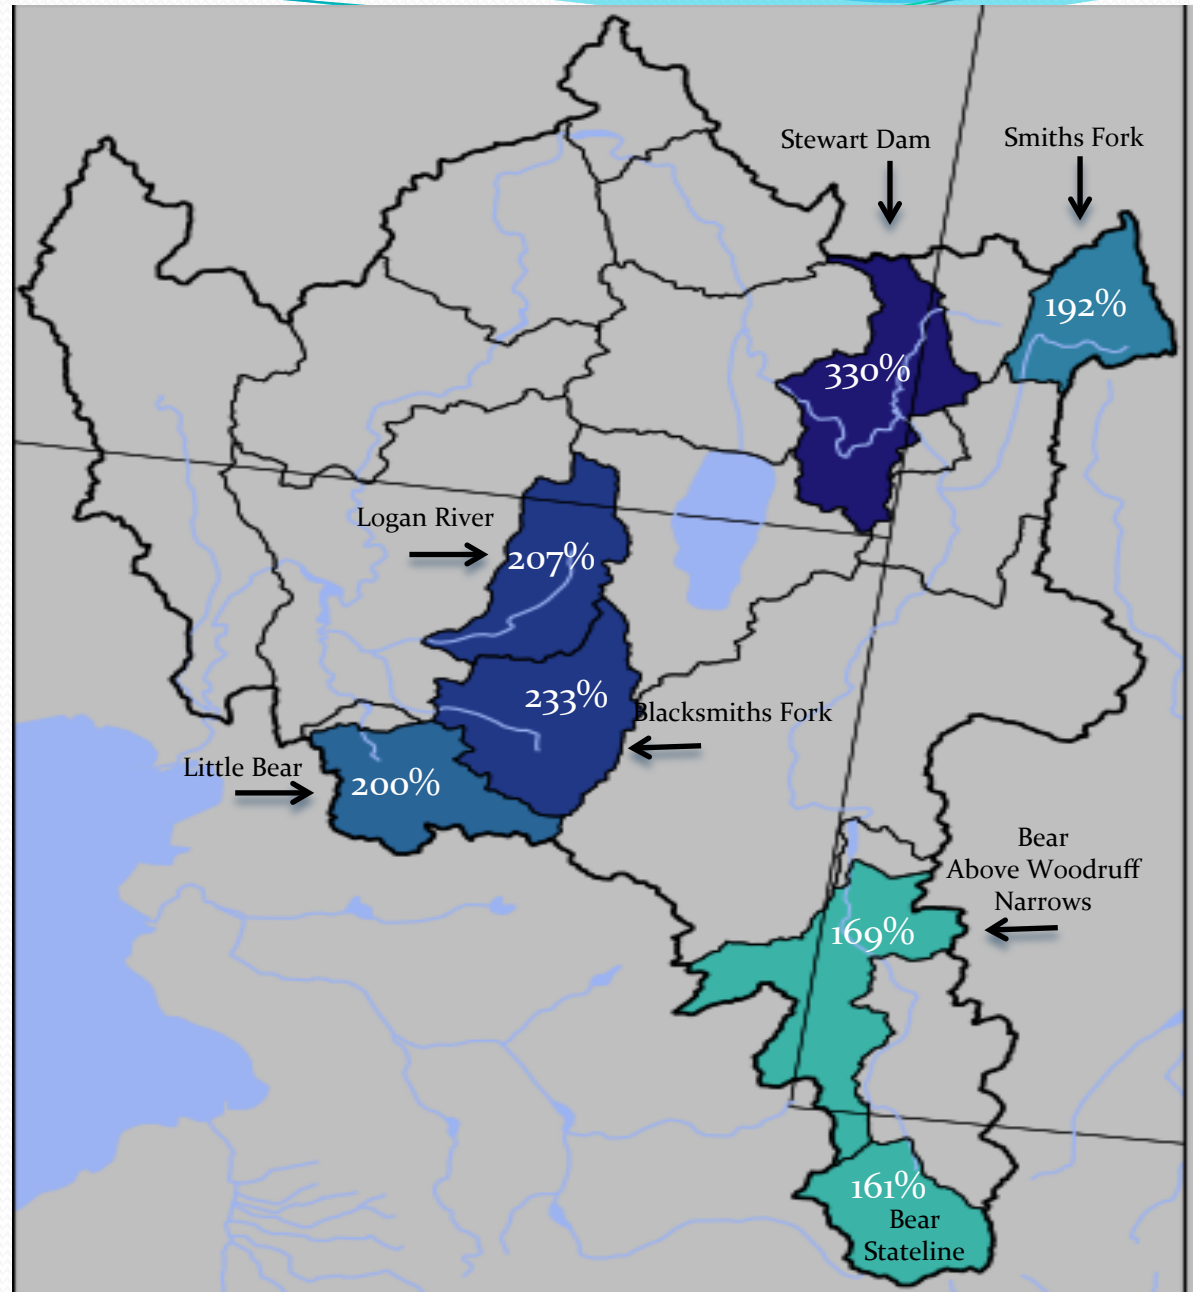 Stewart Dam
Smiths Fork
192%
330%
Logan River
207%
233%
Blacksmiths Fork
Little Bear
200%
Bear
Above Woodruff
Narrows
169%
161%
Bear
Stateline